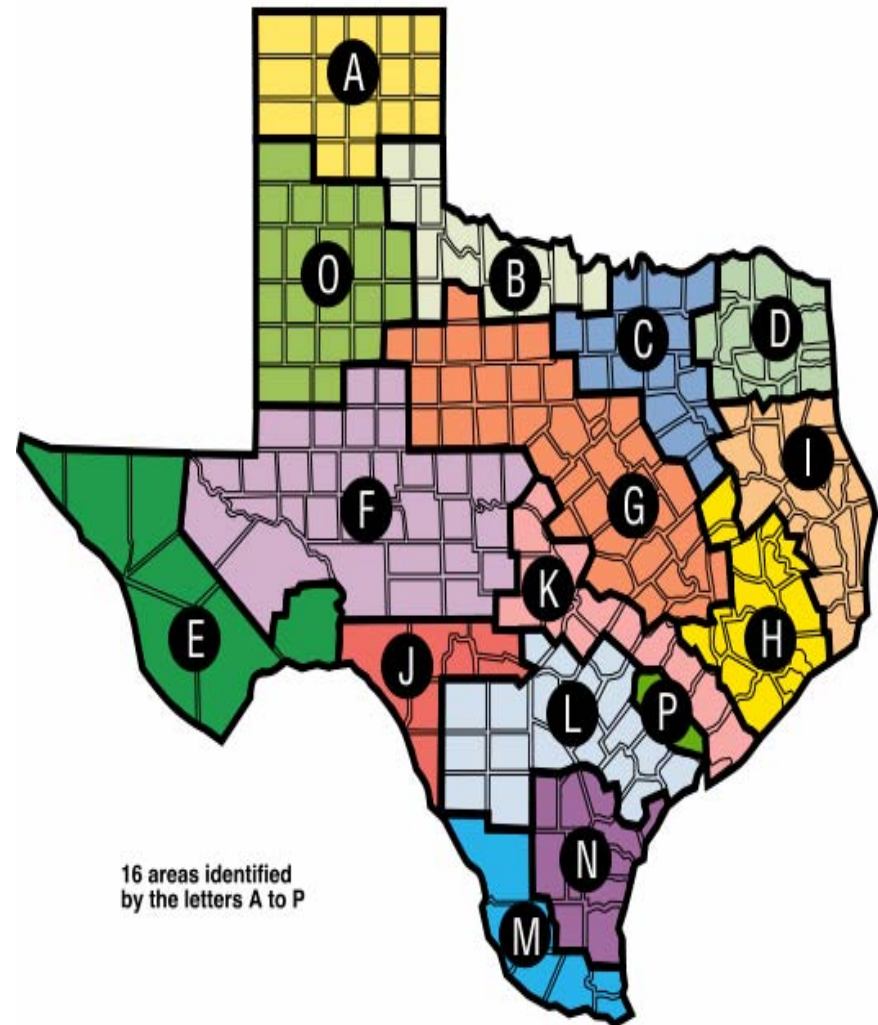 A
O
B
C
D
I
F
G
K
E
H
J
L
P
N
16 areas identified
by the letters A to P
M